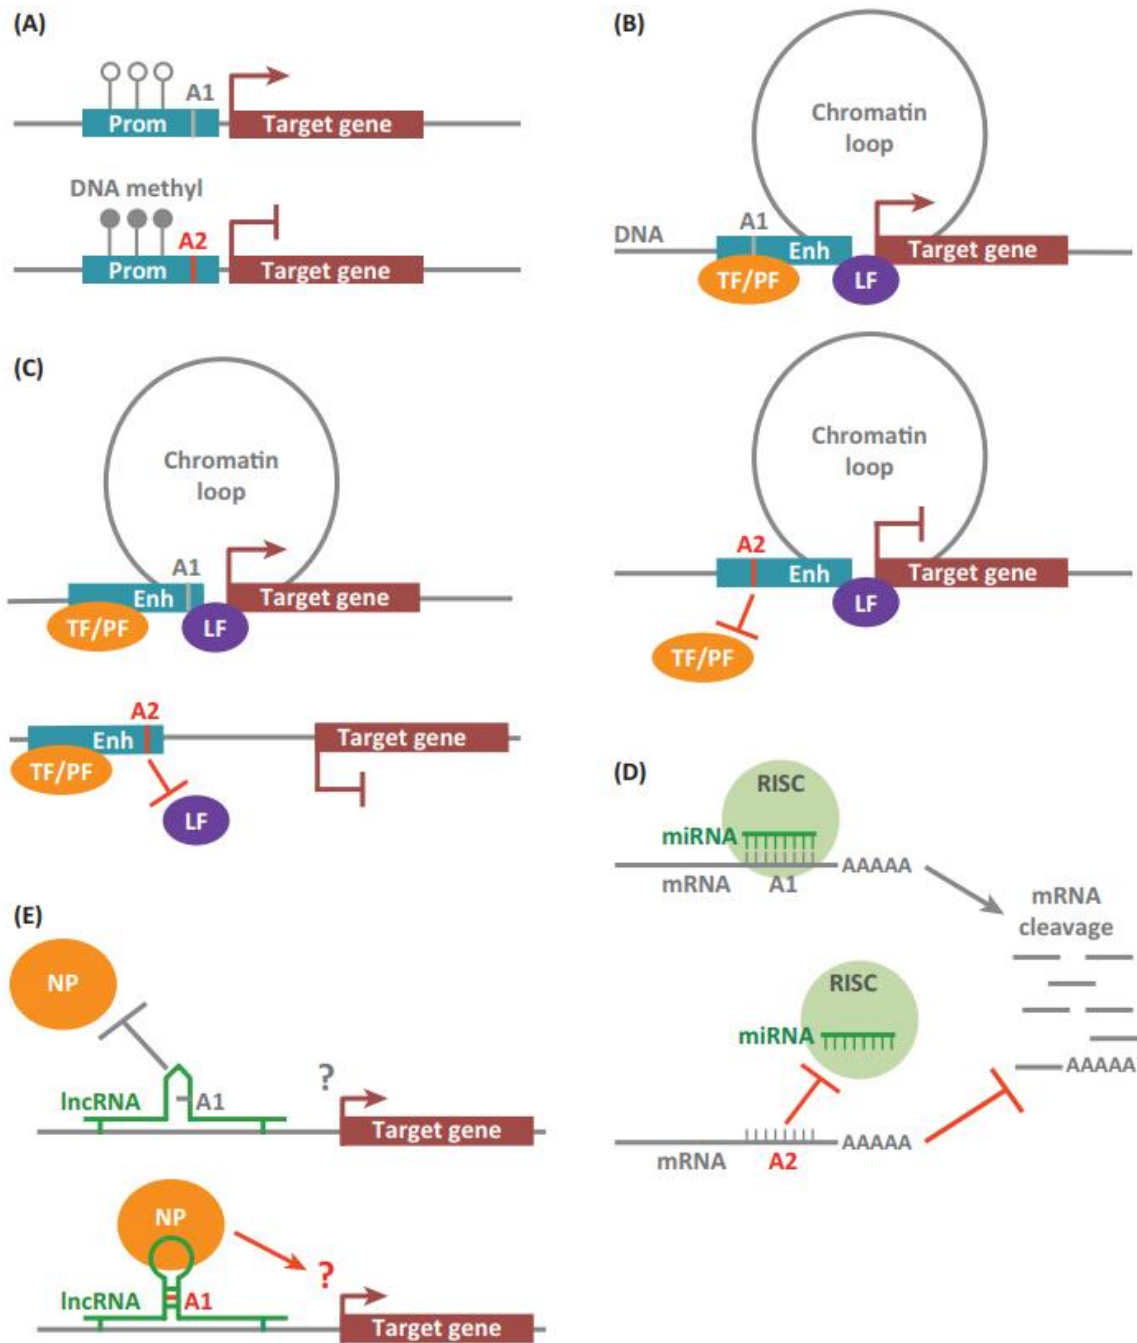 (A)
A1
Prom
Target gene
DNA methyl
A2
Prom
Target gene
(B)
Chromatin
loop
DNA
A1
Enh
Target gene
TF/PF
LF
Chromatin
loop
A2
Enh
Target gene
LF
TF/PF
(C)
Chromatin
loop
A1
Enh
Target gene
TF/PF
LF
A2
Enh
Target gene
TF/PF
LF
(D)
RISC
miRNA
AAAAA
mRNA
A1
mRNA
cleavage
RISC
miRNA
AAAAA
AAAAA
mRNA
A2
(E)
NP
?
lncRNA
A1
Target gene
NP
?
lncRNA
A1
Target gene